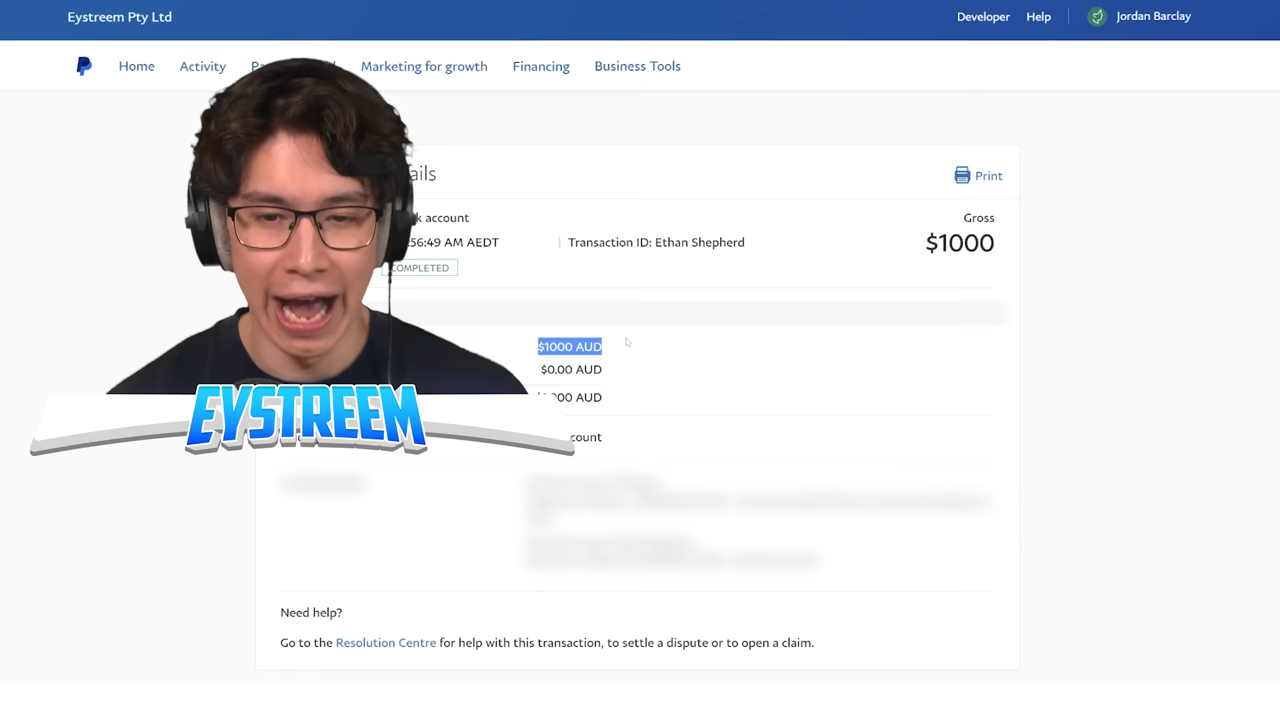 Eystreem Pty Ltd
Developer Help Jordan Barclay
Home Activity Marketing for growth Financing Business Tools
Print
account Gross
:56:49 AM AEDT | Transaction ID: Ethan Shepherd $1000
COMPLETED
$1000 AUD
$0.00 AUD
AUD
EYSTREEM
Need help?
Go to the Resolution Centre for help with this transaction, to settle a dispute or to open a claim.